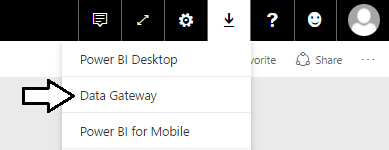 ?
Power BI Desktop
vorite Share ...
Data Gateway
Power BI for Mobile